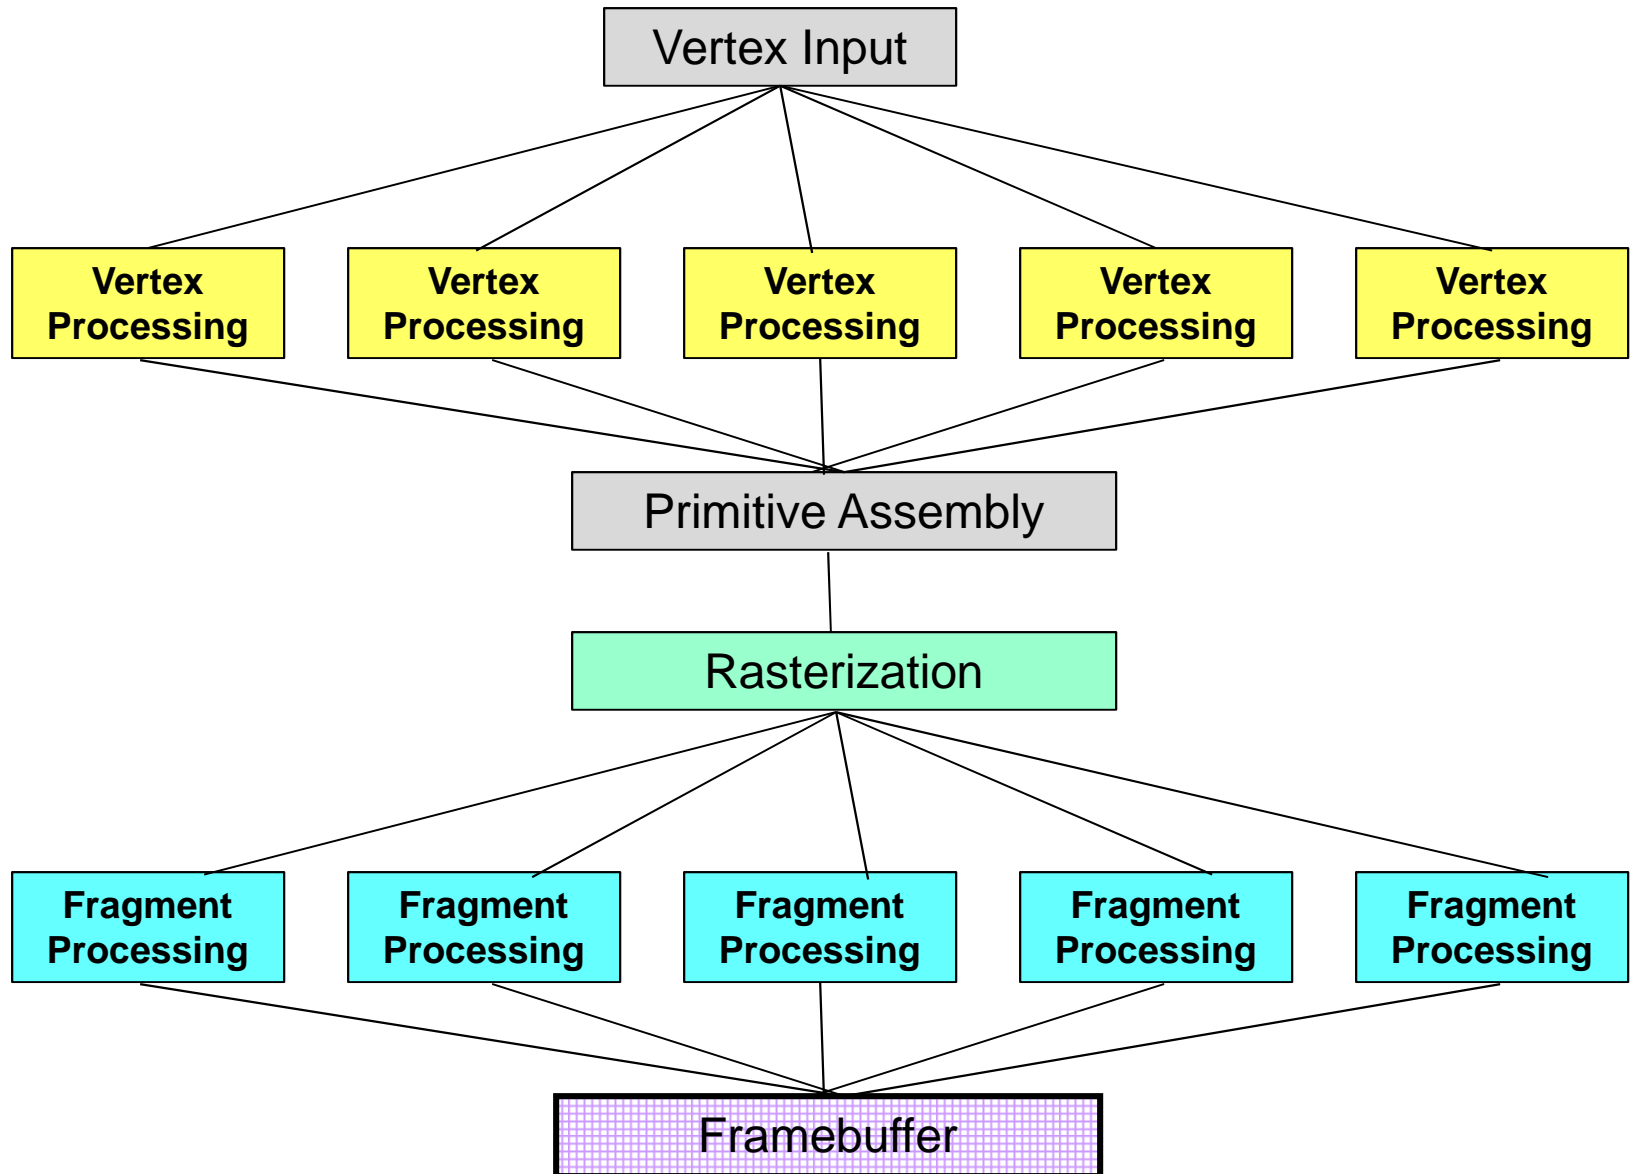 Vertex Input
Vertex
Processing
Vertex
Processing
Vertex
Processing
Vertex
Processing
Vertex
Processing
Primitive Assembly
Rasterization
Fragment
Processing
Fragment
Processing
Fragment
Processing
Fragment
Processing
Fragment
Processing
Framebuffer